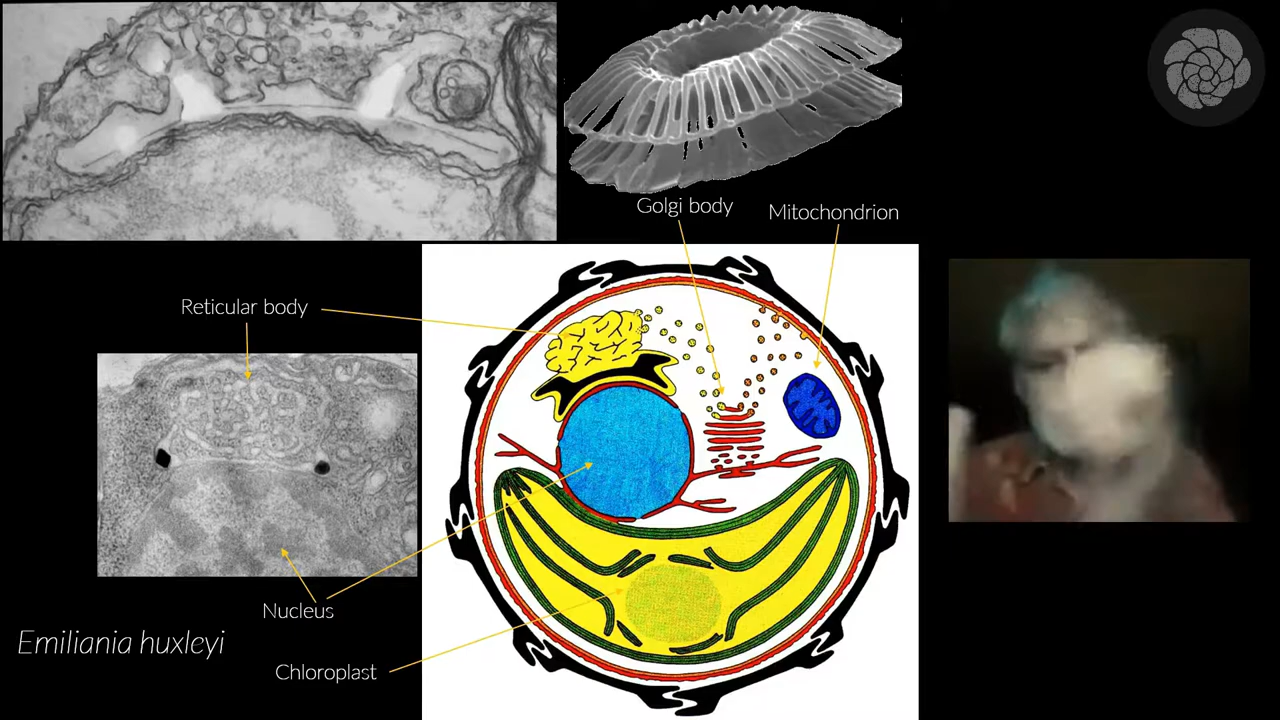 Golgi body
Mitochondrion
Reticular body
Nucleus
Emiliania huxleyi
Chloroplast